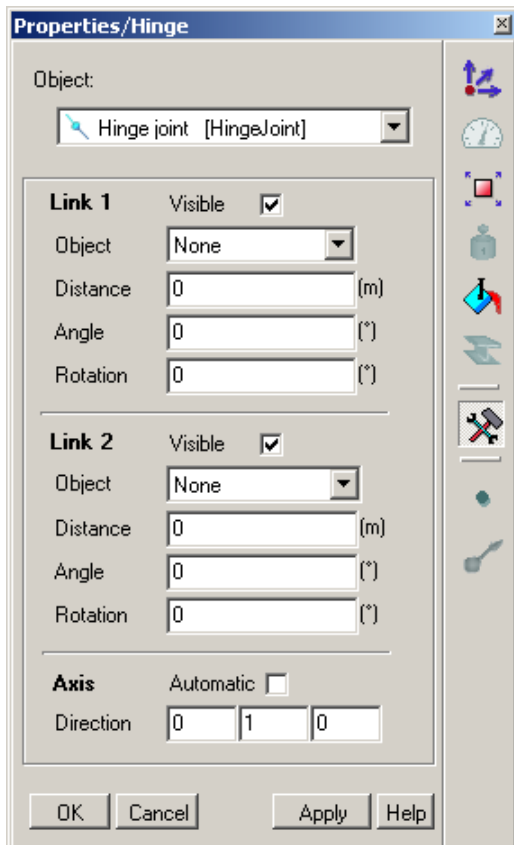 Properties/Hinge
Object:
Hinge joint [HingeJoint]
Link 1 Visible
Object None
Distance 0 (m)
Angle 0 (°)
Rotation 0 (°)
Link 2 Visible
Object None
Distance 0 (m)
Angle 0 (°)
Rotation 0 (°)
Axis Automatic
Direction 0 1 0
OK Cancel Apply Help